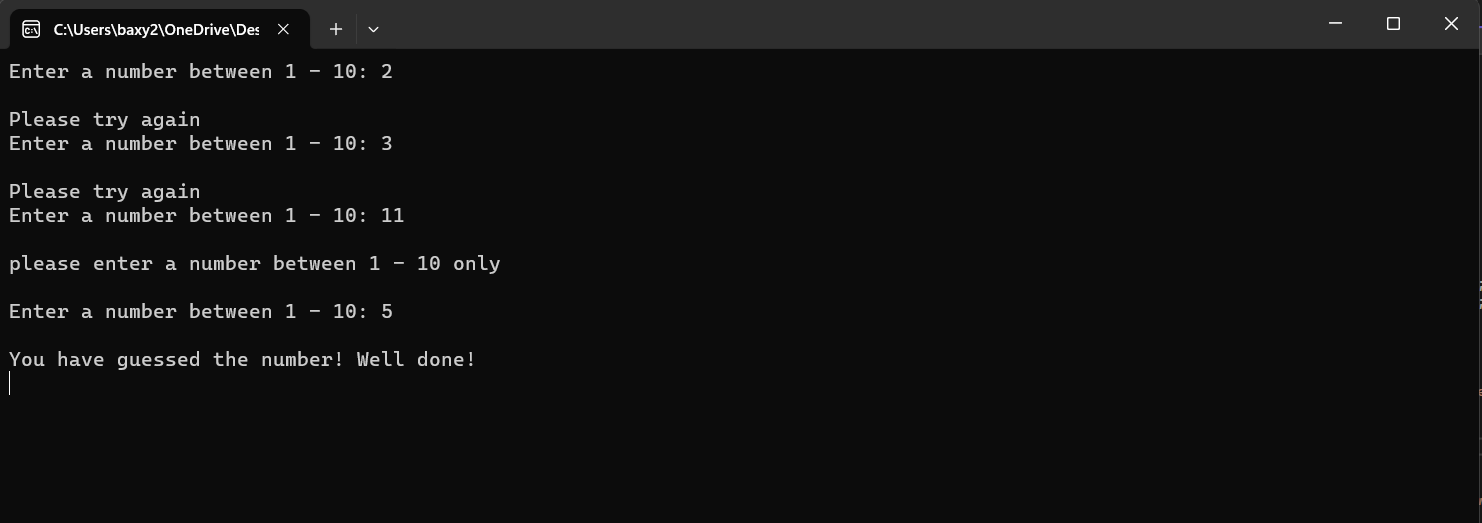 C:\Users\baxy2\OneDrive\Des
Enter a number between 1 - 10: 2
Please try again
Enter a number between 1 - 10: 3
Please try again
Enter a number between 1 - 10: 11
please enter a number between 1 - 10 only
Enter a number between 1 - 10: 5
You have guessed the number! Well done!